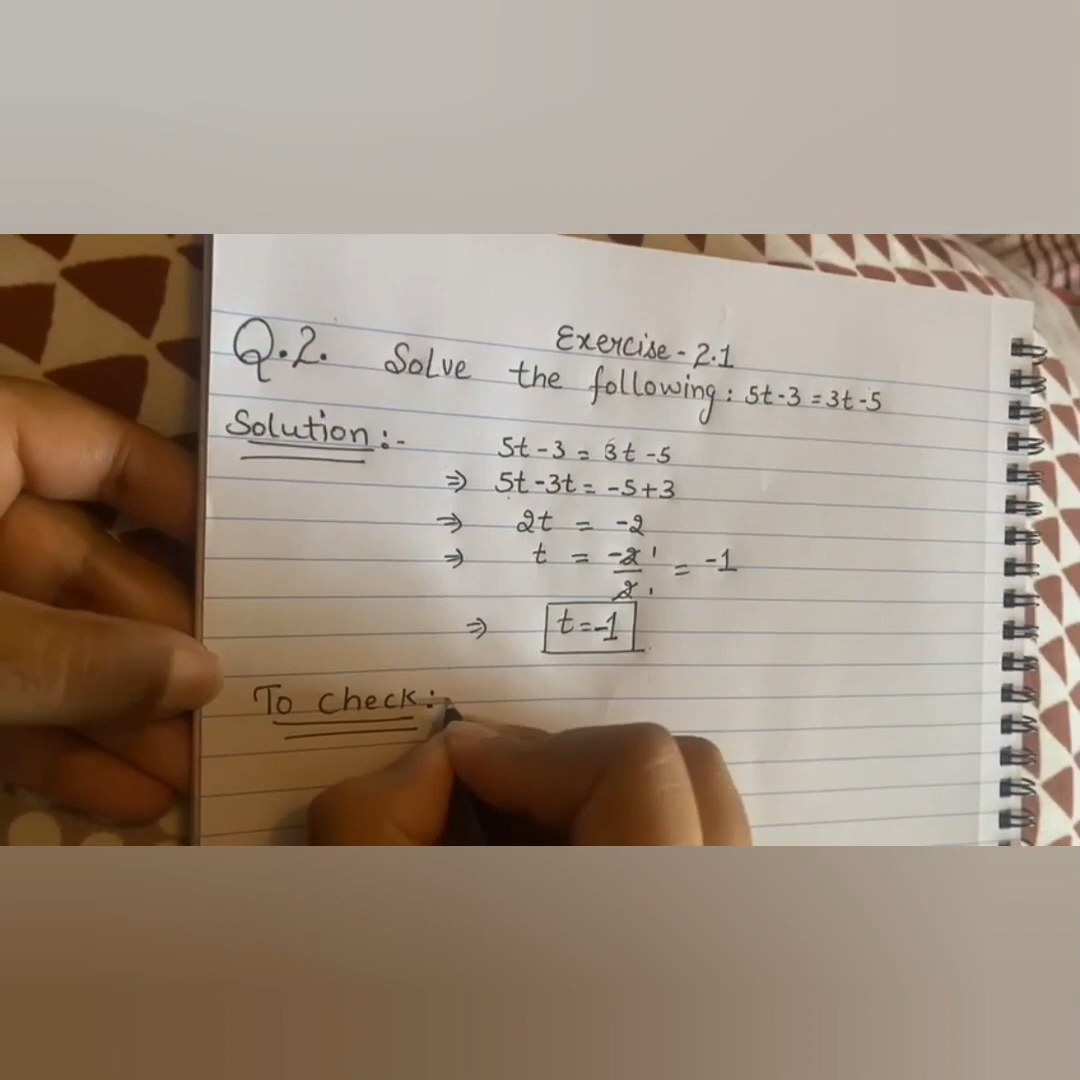 Exercise - 2.1
Q.2. Solve the following : 5t-3 = 3t-5
Solution :-
5t-3 = 3t-5
⇒ 5t-3t = -5+3
⇒ 2t = -2
⇒ t = -2/2 = -1
⇒ t=-1
To check: